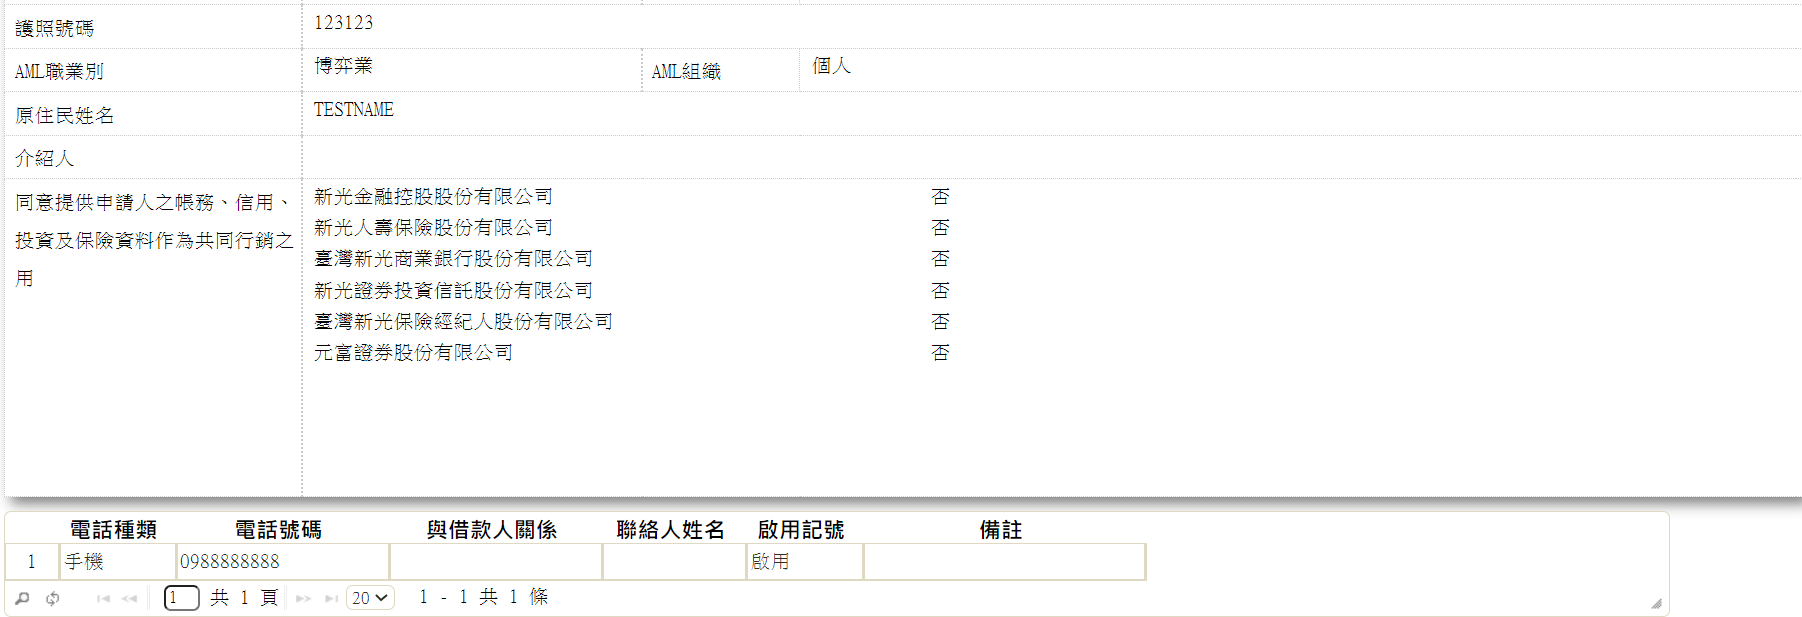 護照號碼 123123
AML職業別 博弈業 AML組織 個人
原住民姓名 TESTNAME
介紹人
同意提供申請人之帳務、信用、
投資及保險資料作為共同行銷之
用
新光金融控股股份有限公司 否
新光人壽保險股份有限公司 否
臺灣新光商業銀行股份有限公司 否
新光證券投資信託股份有限公司 否
臺灣新光保險經紀人股份有限公司 否
元富證券股份有限公司 否
電話種類 電話號碼 與借款人關係 聯絡人姓名 啟用記號 備註
1 手機 0988888888 啟用
1 共 1 頁 20 1 - 1 共 1 條